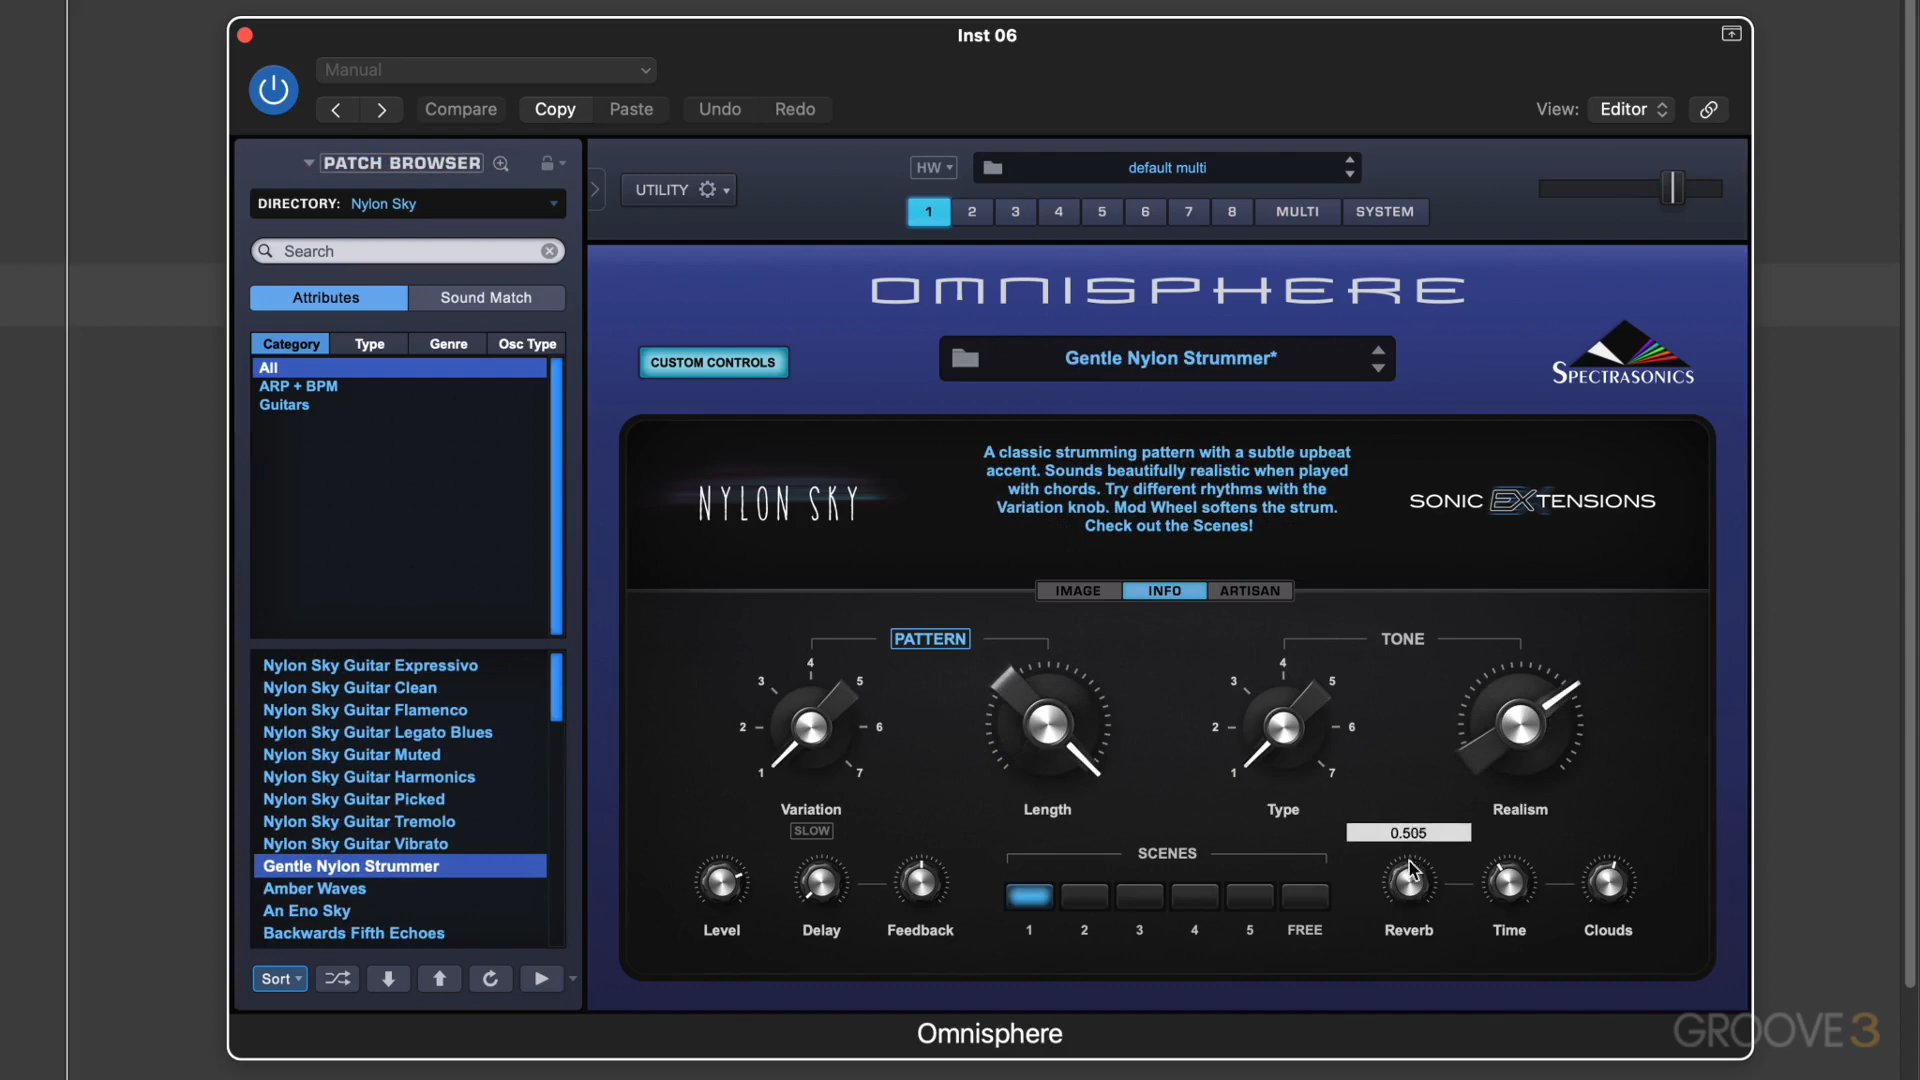 Inst 06
Manual
Compare
Copy
Paste
Undo
Redo
View:
Editor
PATCH BROWSER
DIRECTORY: Nylon Sky
Search
Attributes
Sound Match
Category
Type
Genre
Osc Type
All
ARP + BPM
Guitars
Nylon Sky Guitar Expressivo
Nylon Sky Guitar Clean
Nylon Sky Guitar Flamenco
Nylon Sky Guitar Legato Blues
Nylon Sky Guitar Muted
Nylon Sky Guitar Harmonics
Nylon Sky Guitar Picked
Nylon Sky Guitar Tremolo
Nylon Sky Guitar Vibrato
Gentle Nylon Strummer
Amber Waves
An Eno Sky
Backwards Fifth Echoes
Sort
UTILITY
HW
default multi
1 2 3 4 5 6 7 8 MULTI SYSTEM
OMNISPHERE
CUSTOM CONTROLS
Gentle Nylon Strummer*
SPECTRASONICS
NYLON SKY
A classic strumming pattern with a subtle upbeat
accent. Sounds beautifully realistic when played
with chords. Try different rhythms with the
Variation knob. Mod Wheel softens the strum.
Check out the Scenes!
SONIC EXTENSIONS
IMAGE
INFO
ARTISAN
PATTERN
TONE
1 2 3 4 5 6 7
1 2 3 4 5 6 7
Variation
SLOW
Length
Type
Realism
0.505
SCENES
Level
Delay
Feedback
1 2 3 4 5 FREE
Reverb
Time
Clouds
Omnisphere
GROOVE 3